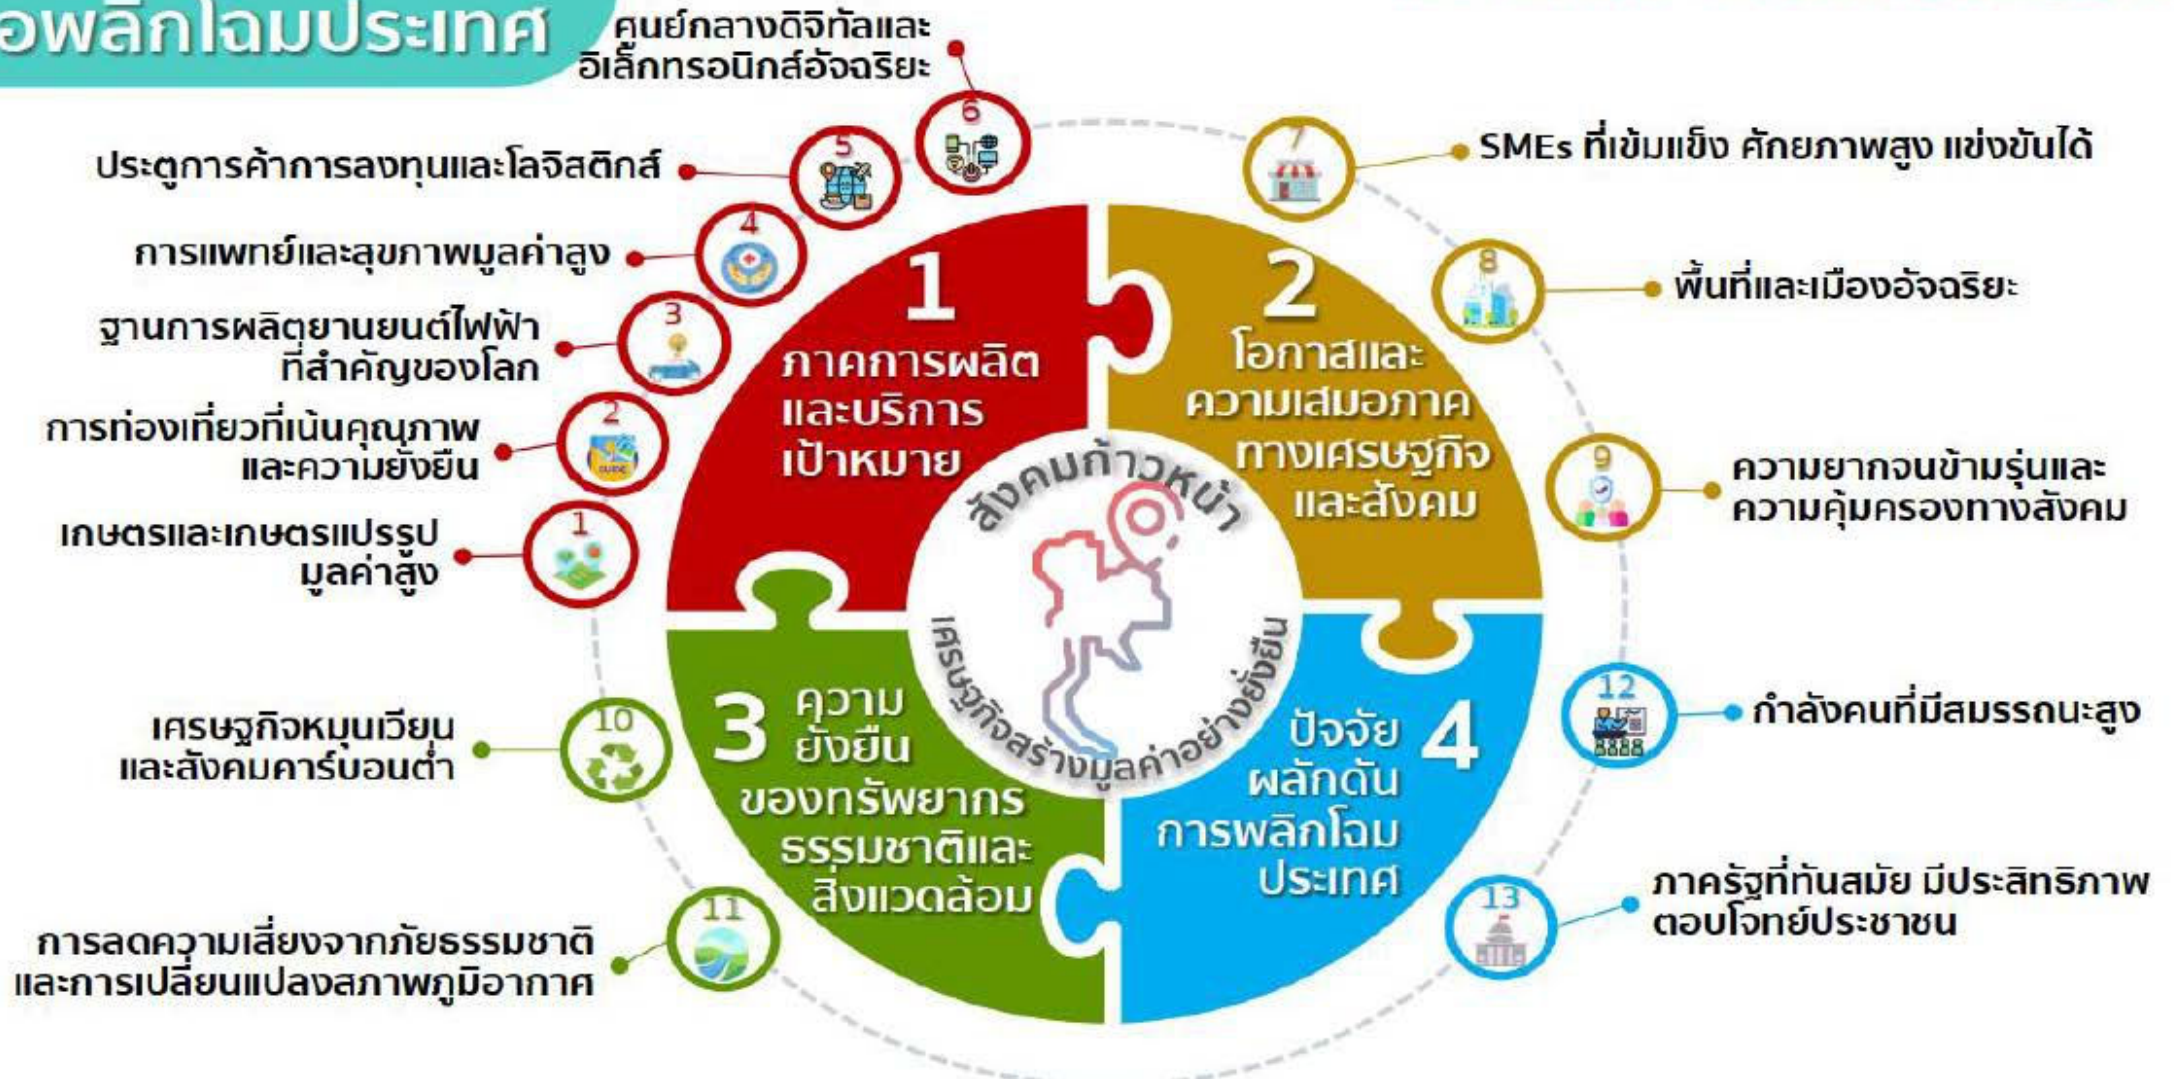 พลิกโฉมประเทศ
ศูนย์กลางดิจิทัลและ
อิเล็กทรอนิกส์อัจฉริยะ
6
5
ประตูการค้าการลงทุนและโลจิสติกส์
4
การแพทย์และสุขภาพมูลค่าสูง
3
ฐานการผลิตยานยนต์ไฟฟ้า
ที่สำคัญของโลก
2
การท่องเที่ยวที่เน้นคุณภาพ
และความยั่งยืน
1
เกษตรและเกษตรแปรรูป
มูลค่าสูง
7
SMEs ที่เข้มแข็ง ศักยภาพสูง แข่งขันได้
8
พื้นที่และเมืองอัจฉริยะ
9
ความยากจนข้ามรุ่นและ
ความคุ้มครองทางสังคม
1
ภาคการผลิต
และบริการ
เป้าหมาย
2
โอกาสและ
ความเสมอภาค
ทางเศรษฐกิจ
และสังคม
สังคมก้าวหน้า
เศรษฐกิจสร้างมูลค่าอย่างยั่งยืน
3
ความ
ยั่งยืน
ของทรัพยากร
ธรรมชาติและ
สิ่งแวดล้อม
4
ปัจจัย
ผลักดัน
การพลิกโฉม
ประเทศ
10
เศรษฐกิจหมุนเวียน
และสังคมคาร์บอนต่ำ
11
การลดความเสี่ยงจากภัยธรรมชาติ
และการเปลี่ยนแปลงสภาพภูมิอากาศ
12
กำลังคนที่มีสมรรถนะสูง
13
ภาครัฐที่ทันสมัย มีประสิทธิภาพ
ตอบโจทย์ประชาชน